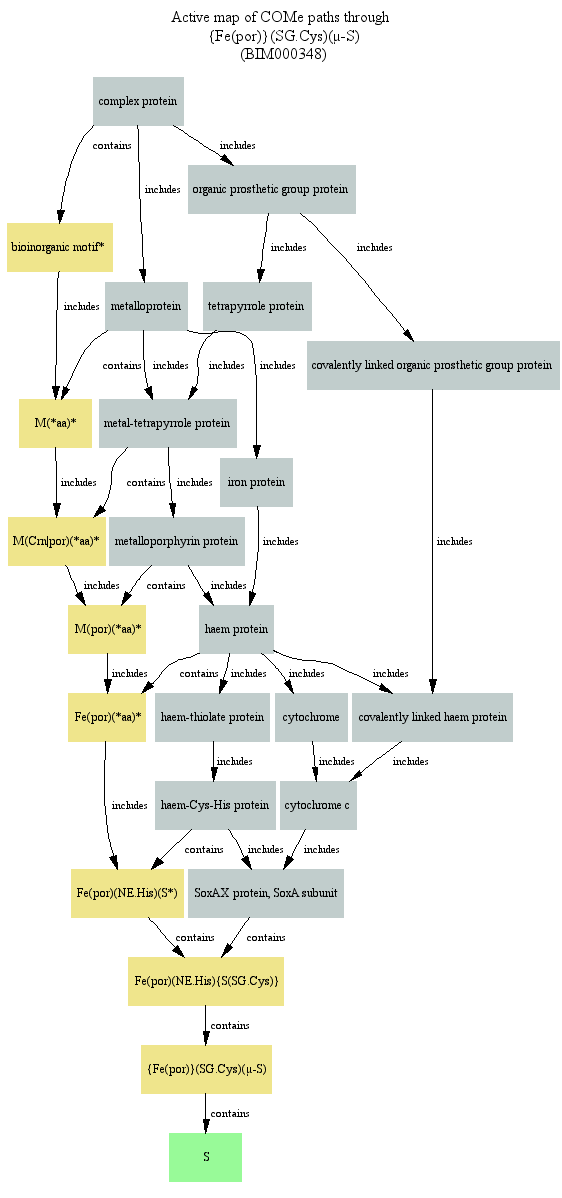 Active map of COMe paths through
{Fe(por)}(SG.Cys)(μ-S)
(BIM000348)
complex protein
contains
includes
includes
organic prosthetic group protein
bioinorganic motif*
includes
includes
metalloprotein
tetrapyrrole protein
includes
covalently linked organic prosthetic group protein
contains
includes
includes
includes
M(*aa)*
metal-tetrapyrrole protein
iron protein
includes
contains
includes
M(Crn|por)(*aa)*
metalloporphyrin protein
includes
includes
includes
contains
includes
M(por)(*aa)*
haem protein
includes
contains
includes
includes
includes
Fe(por)(*aa)*
haem-thiolate protein
cytochrome
covalently linked haem protein
includes
includes
includes
includes
haem-Cys-His protein
cytochrome c
contains
includes
includes
Fe(por)(NE.His)(S*)
SoxAX protein, SoxA subunit
contains
contains
Fe(por)(NE.His){S(SG.Cys)}
contains
{Fe(por)}(SG.Cys)(μ-S)
contains
S